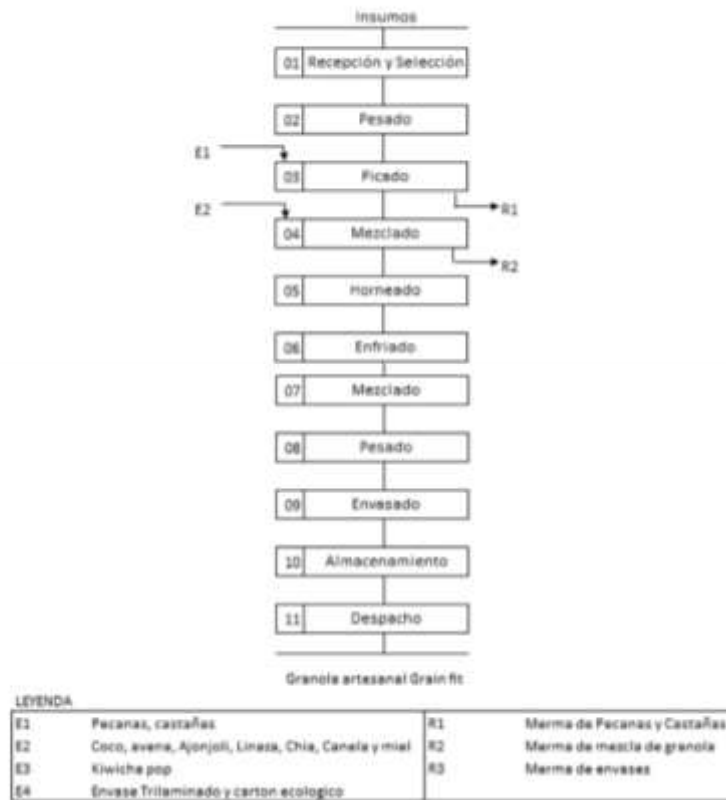 Insumos
01 Recepción y Selección
02 Pesado
E1
03 Picado
R1
E2
04 Mezclado
R2
05 Horneado
06 Enfriado
07 Mezclado
08 Pesado
09 Envasado
10 Almacenamiento
11 Despacho
Granola artesanal Grain fit
LEYENDA
E1 Pecanas, castañas R1 Merma de Pecanas y Castañas
E2 Coco, avena, Ajonjoli, Linaza, Chia, Canela y miel R2 Merma de mezcla de granola
E3 Kiwicha pop R3 Merma de envases
E4 Envase Trilaminado y carton ecologico